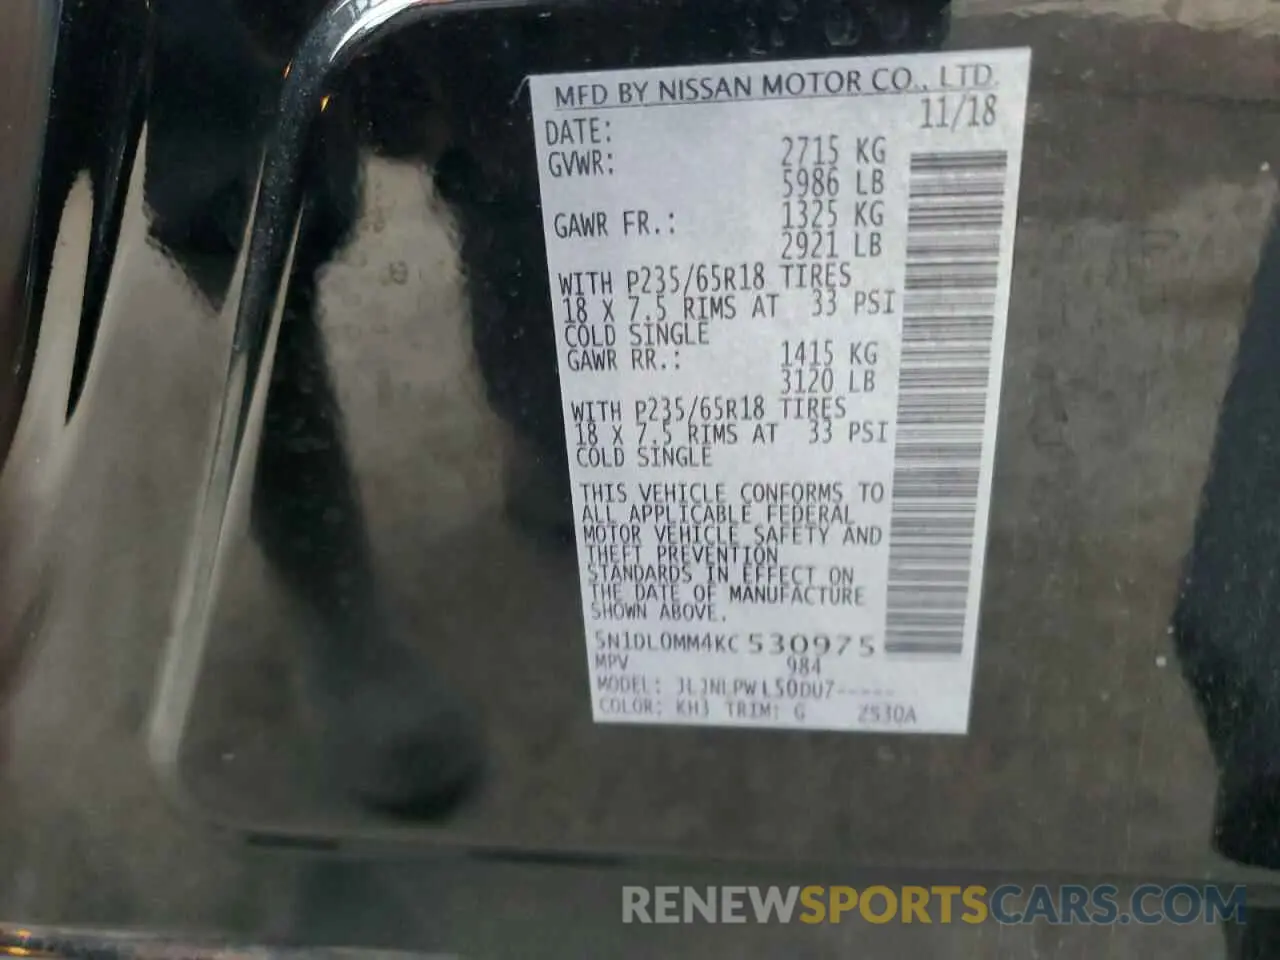 MFD BY NISSAN MOTOR CO., LTD.
DATE: 11/18
GVWR: 2715 KG
5986 LB
GAWR FR.: 1325 KG
2921 LB
WITH P235/65R18 TIRES
18 X 7.5 RIMS AT 33 PSI
COLD SINGLE
GAWR RR.: 1415 KG
3120 LB
WITH P235/65R18 TIRES
18 X 7.5 RIMS AT 33 PSI
COLD SINGLE
THIS VEHICLE CONFORMS TO
ALL APPLICABLE FEDERAL
MOTOR VEHICLE SAFETY AND
THEFT PREVENTION
STANDARDS IN EFFECT ON
THE DATE OF MANUFACTURE
SHOWN ABOVE.
5N1DL0MM4KC530975
MPV 984
MODEL: JLJNLPWL50DU7-----
COLOR: KH3 TRIM: G 2530A
RENEWSPORTSCARS.COM